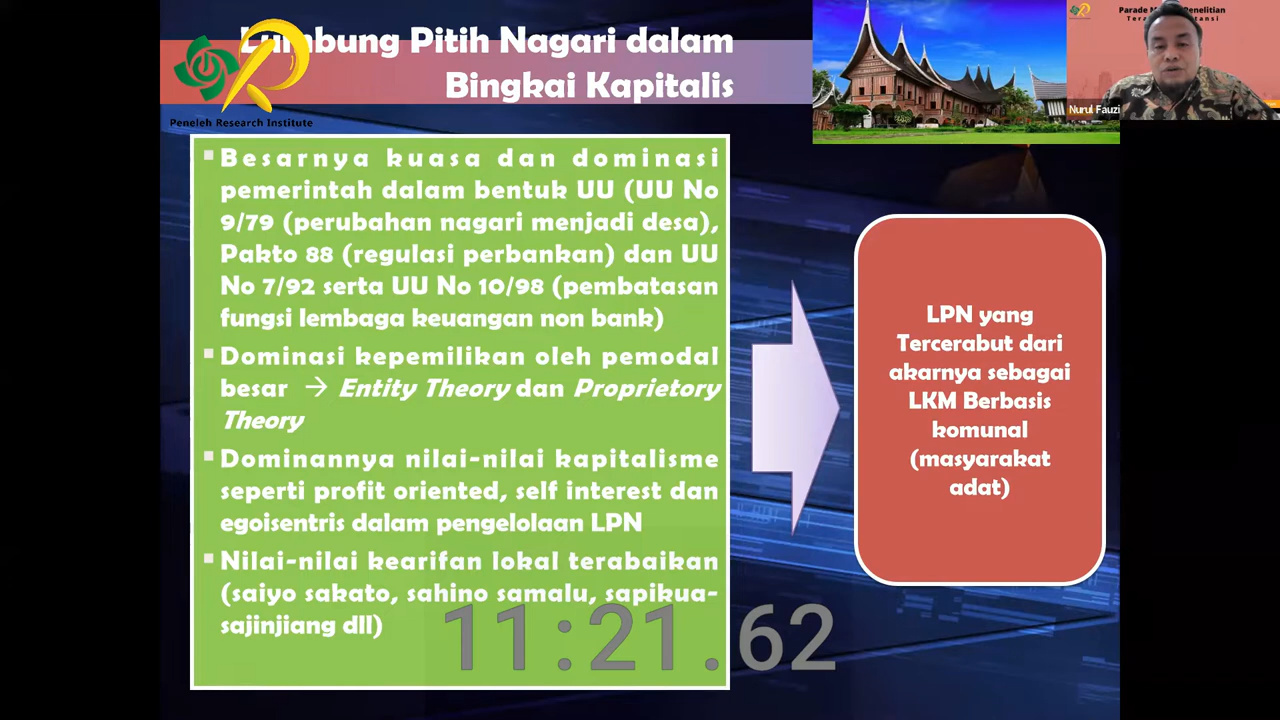 Lumbung Pitih Nagari dalam
Bingkai Kapitalis
Peneleh Research Institute
Nurul Fauzi
▪ Besarnya kuasa dan dominasi
pemerintah dalam bentuk UU (UU No
9/79 (perubahan nagari menjadi desa),
Pakto 88 (regulasi perbankan) dan UU
No 7/92 serta UU No 10/98 (pembatasan
fungsi lembaga keuangan non bank)
▪ Dominasi kepemilikan oleh pemodal
besar → Entity Theory dan Proprietory
Theory
▪ Dominannya nilai-nilai kapitalisme
seperti profit oriented, self interest dan
egoisentris dalam pengelolaan LPN
▪ Nilai-nilai kearifan lokal terabaikan
(saiyo sakato, sahino samalu, sapikua-
sajinjiang dll)
LPN yang
Tercerabut dari
akarnya sebagai
LKM Berbasis
komunal
(masyarakat
adat)
11:21.62